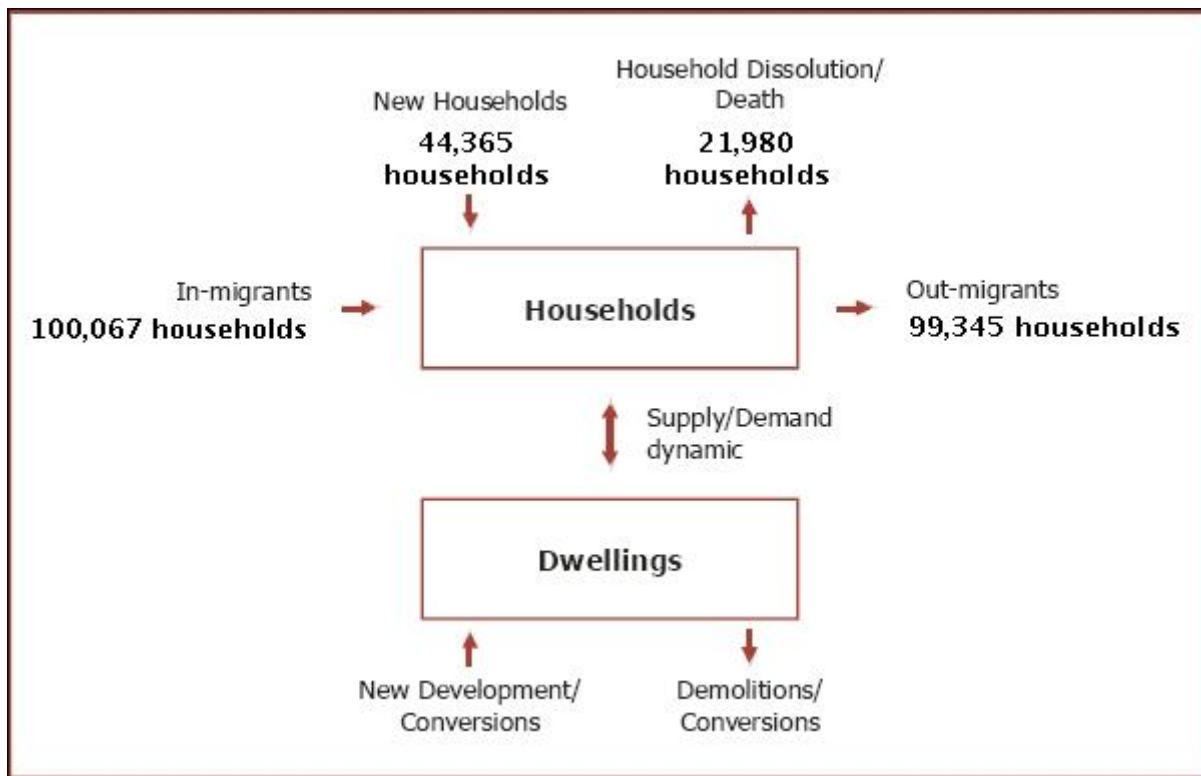 New Households
44,365
households
Household Dissolution/
Death
21,980
households
In-migrants
100,067 households
Households
Out-migrants
99,345 households
Supply/Demand
dynamic
Dwellings
New Development/
Conversions
Demolitions/
Conversions